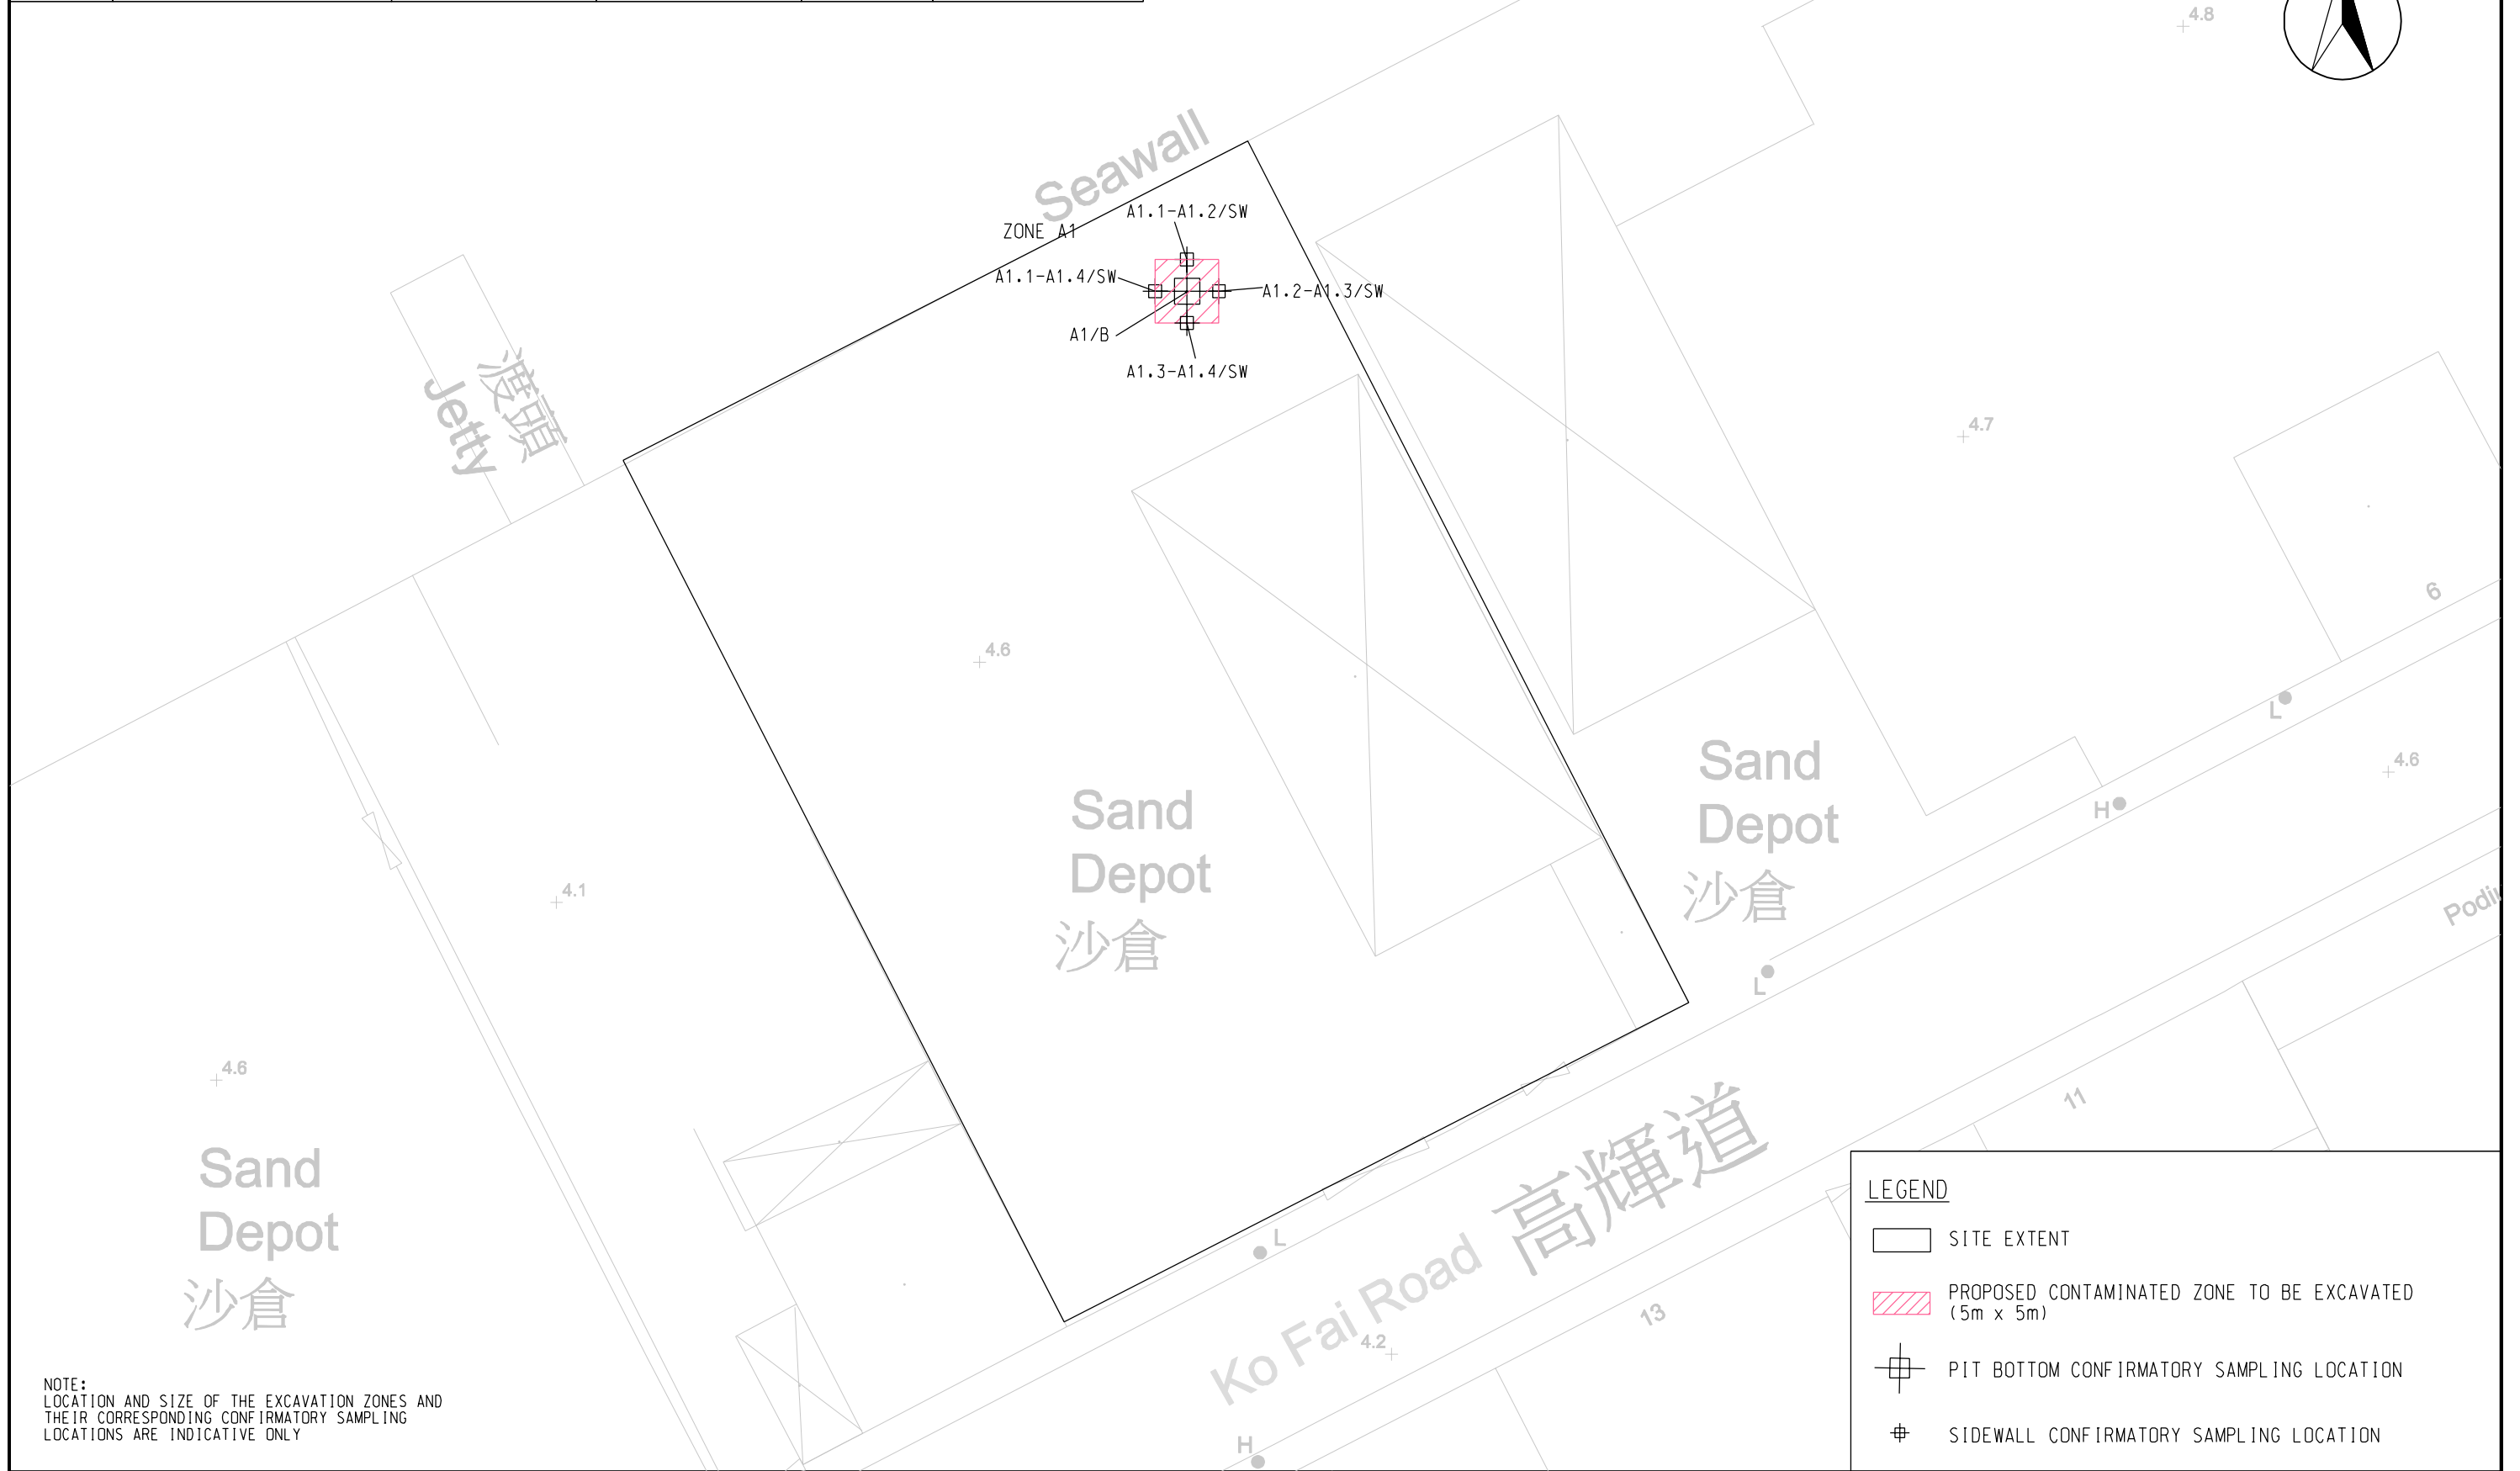 4.8
Seawall
A1.1-A1.2/SW
ZONE A1
A1.1-A1.4/SW
A1.2-A1.3/SW
A1/B
A1.3-A1.4/SW
渡頭
Jetty
4.7
6
4.6
L
Sand
Depot
沙倉
4.6
H
Sand
Depot
沙倉
4.1
L
4.6
11
Sand
Depot
沙倉
L
Ko Fai Road 高輝道
13
4.2
H
NOTE:
LOCATION AND SIZE OF THE EXCAVATION ZONES AND
THEIR CORRESPONDING CONFIRMATORY SAMPLING
LOCATIONS ARE INDICATIVE ONLY
LEGEND
SITE EXTENT
PROPOSED CONTAMINATED ZONE TO BE EXCAVATED
(5m x 5m)
PIT BOTTOM CONFIRMATORY SAMPLING LOCATION
SIDEWALL CONFIRMATORY SAMPLING LOCATION